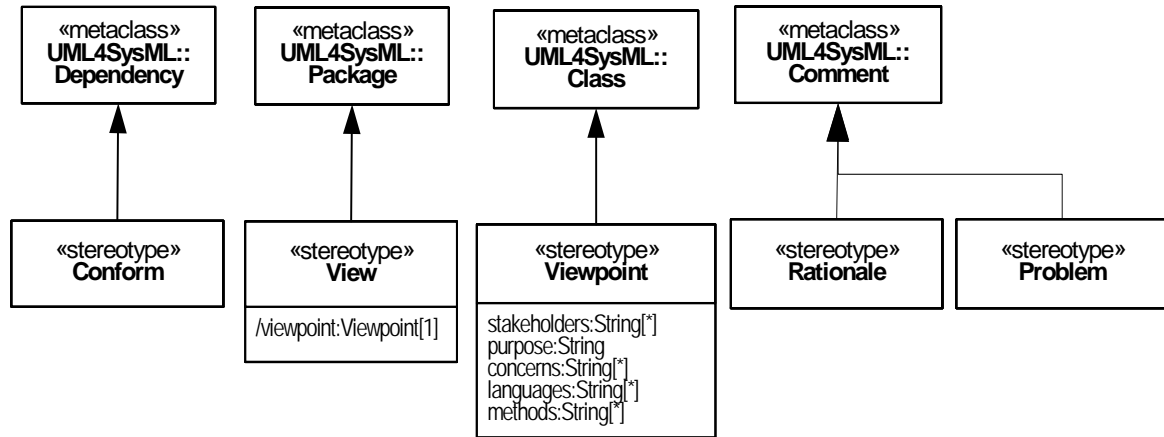 «metaclass»
UML4SysML::
Dependency
«metaclass»
UML4SysML::
Package
«metaclass»
UML4SysML::
Class
«metaclass»
UML4SysML::
Comment
«stereotype»
Conform
«stereotype»
View
/viewpoint:Viewpoint[1]
«stereotype»
Viewpoint
stakeholders:String[*]
purpose:String
concerns:String[*]
languages:String[*]
methods:String[*]
«stereotype»
Rationale
«stereotype»
Problem